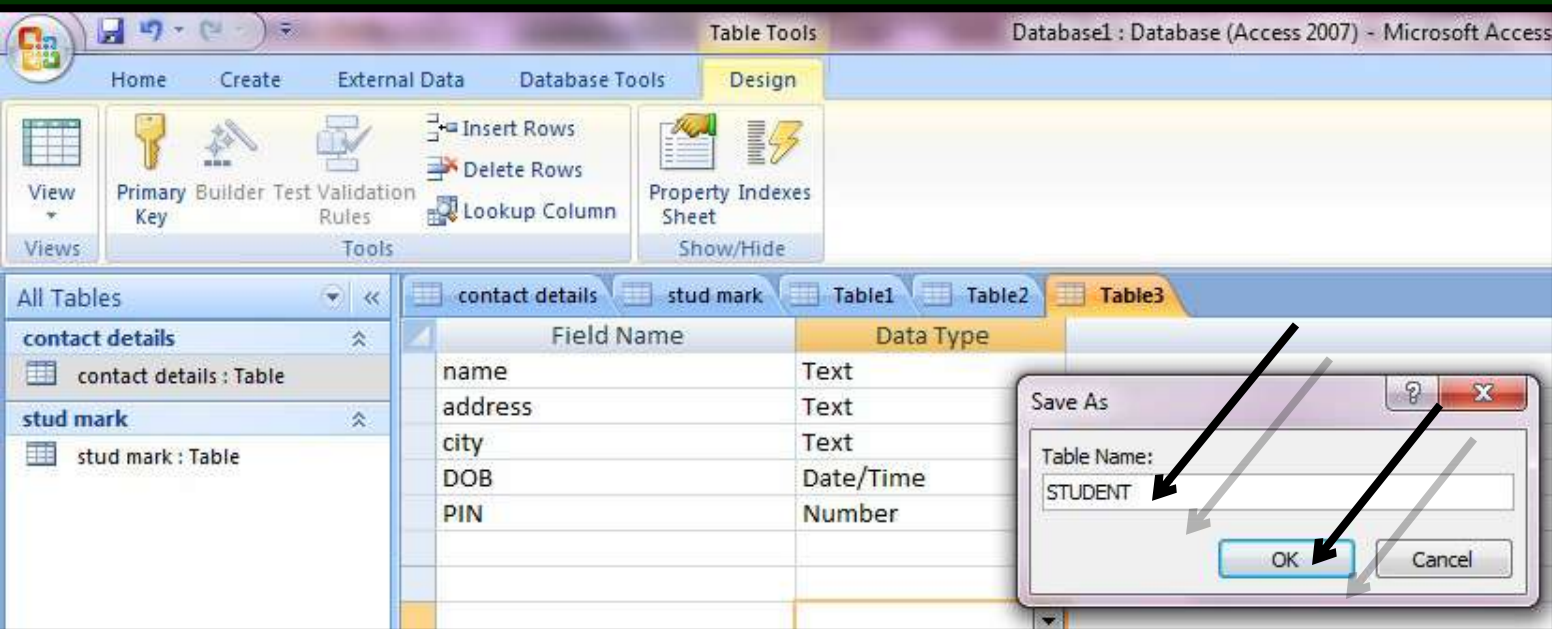 Table Tools
Database1 : Database (Access 2007) - Microsoft Access
Home Create External Data Database Tools Design
View
Views
Primary Key
Builder
Test Validation Rules
Insert Rows
Delete Rows
Lookup Column
Tools
Property Sheet
Indexes
Show/Hide
All Tables
contact details
contact details : Table
stud mark
stud mark : Table
contact details stud mark Table1 Table2 Table3
Field Name Data Type
name Text
address Text
city Text
DOB Date/Time
PIN Number
Save As
Table Name:
STUDENT
OK Cancel